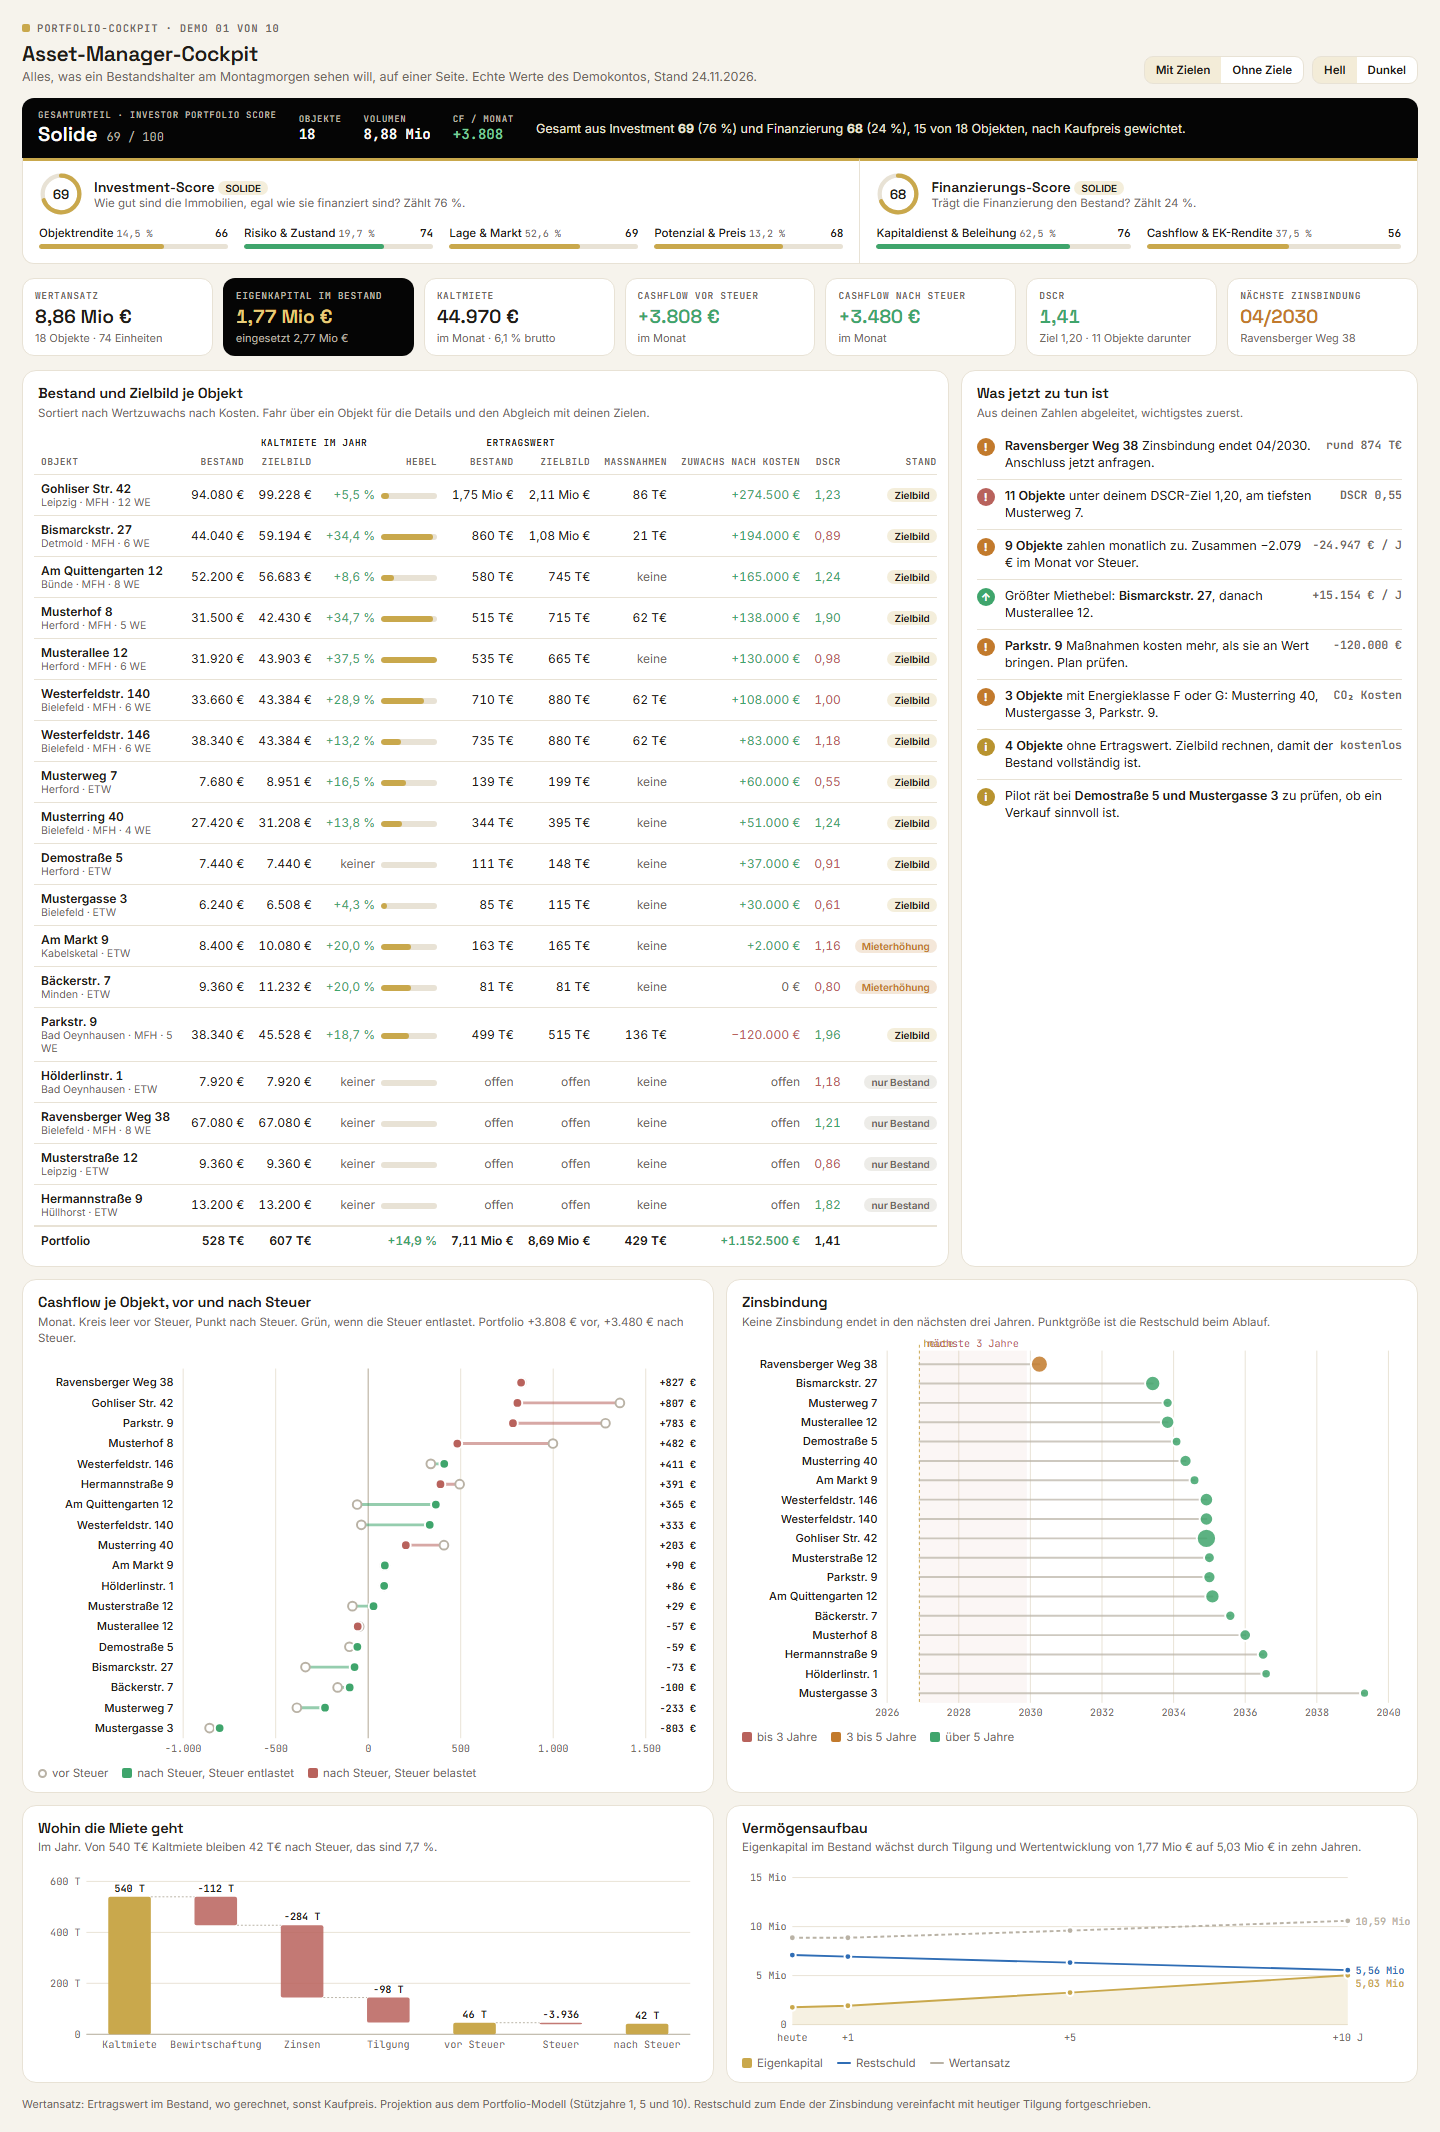 PORTFOLIO-COCKPIT · DEMO 01 VON 10
Asset-Manager-Cockpit
Alles, was ein Bestandshalter am Montagmorgen sehen will, auf einer Seite. Echte Werte des Demokontos, Stand 24.11.2026.
Mit Zielen Ohne Ziele Hell Dunkel
GESAMTURTEIL · INVESTOR PORTFOLIO SCORE
Solide 69 / 100
OBJEKTE
18
VOLUMEN
8,88 Mio
CF / MONAT
+3.808
Gesamt aus Investment 69 (76 %) und Finanzierung 68 (24 %), 15 von 18 Objekten, nach Kaufpreis gewichtet.
69
Investment-Score SOLIDE
Wie gut sind die Immobilien, egal wie sie finanziert sind? Zählt 76 %.
Objektrendite 14,5 % 66
Risiko & Zustand 19,7 % 74
Lage & Markt 52,6 % 69
Potenzial & Preis 13,2 % 68
68
Finanzierungs-Score SOLIDE
Trägt die Finanzierung den Bestand? Zählt 24 %.
Kapitaldienst & Beleihung 62,5 % 76
Cashflow & EK-Rendite 37,5 % 56
WERTANSATZ
8,86 Mio €
18 Objekte · 74 Einheiten
EIGENKAPITAL IM BESTAND
1,77 Mio €
eingesetzt 2,77 Mio €
KALTMIETE
44.970 €
im Monat · 6,1 % brutto
CASHFLOW VOR STEUER
+3.808 €
im Monat
CASHFLOW NACH STEUER
+3.480 €
im Monat
DSCR
1,41
Ziel 1,20 · 11 Objekte darunter
NÄCHSTE ZINSBINDUNG
04/2030
Ravensberger Weg 38
Bestand und Zielbild je Objekt
Sortiert nach Wertzuwachs nach Kosten. Fahr über ein Objekt für die Details und den Abgleich mit deinen Zielen.
KALTMIETE IM JAHR ERTRAGSWERT
OBJEKT BESTAND ZIELBILD HEBEL BESTAND ZIELBILD MASSNAHMEN ZUWACHS NACH KOSTEN DSCR STAND
Gohliser Str. 42 94.080 € 99.228 € +5,5 % 1,75 Mio € 2,11 Mio € 86 T€ +274.500 € 1,23 Zielbild
Leipzig · MFH · 12 WE
Bismarckstr. 27 44.040 € 59.194 € +34,4 % 860 T€ 1,08 Mio € 21 T€ +194.000 € 0,89 Zielbild
Detmold · MFH · 6 WE
Am Quittengarten 12 52.200 € 56.683 € +8,6 % 580 T€ 745 T€ keine +165.000 € 1,24 Zielbild
Bünde · MFH · 8 WE
Musterhof 8 31.500 € 42.430 € +34,7 % 515 T€ 715 T€ 62 T€ +138.000 € 1,90 Zielbild
Herford · MFH · 5 WE
Musterallee 12 31.920 € 43.903 € +37,5 % 535 T€ 665 T€ keine +130.000 € 0,98 Zielbild
Herford · MFH · 6 WE
Westerfeldstr. 140 33.660 € 43.384 € +28,9 % 710 T€ 880 T€ 62 T€ +108.000 € 1,00 Zielbild
Bielefeld · MFH · 6 WE
Westerfeldstr. 146 38.340 € 43.384 € +13,2 % 735 T€ 880 T€ 62 T€ +83.000 € 1,18 Zielbild
Bielefeld · MFH · 6 WE
Musterweg 7 7.680 € 8.951 € +16,5 % 139 T€ 199 T€ keine +60.000 € 0,55 Zielbild
Herford · ETW
Musterring 40 27.420 € 31.208 € +13,8 % 344 T€ 395 T€ keine +51.000 € 1,24 Zielbild
Bielefeld · MFH · 4 WE
Demostraße 5 7.440 € 7.440 € keiner 111 T€ 148 T€ keine +37.000 € 0,91 Zielbild
Herford · ETW
Mustergasse 3 6.240 € 6.508 € +4,3 % 85 T€ 115 T€ keine +30.000 € 0,61 Zielbild
Bielefeld · ETW
Am Markt 9 8.400 € 10.080 € +20,0 % 163 T€ 165 T€ keine +2.000 € 1,16 Mieterhöhung
Kabelsketal · ETW
Bäckerstr. 7 9.360 € 11.232 € +20,0 % 81 T€ 81 T€ keine 0 € 0,80 Mieterhöhung
Minden · ETW
Parkstr. 9 38.340 € 45.528 € +18,7 % 499 T€ 515 T€ 136 T€ −120.000 € 1,96 Zielbild
Bad Oeynhausen · MFH · 5
WE
Hölderlinstr. 1 7.920 € 7.920 € keiner offen offen keine offen 1,18 nur Bestand
Bad Oeynhausen · ETW
Ravensberger Weg 38 67.080 € 67.080 € keiner offen offen keine offen 1,21 nur Bestand
Bielefeld · MFH · 8 WE
Musterstraße 12 9.360 € 9.360 € keiner offen offen keine offen 0,86 nur Bestand
Leipzig · ETW
Hermannstraße 9 13.200 € 13.200 € keiner offen offen keine offen 1,82 nur Bestand
Hüllhorst · ETW
Portfolio 528 T€ 607 T€ +14,9 % 7,11 Mio € 8,69 Mio € 429 T€ +1.152.500 € 1,41
Was jetzt zu tun ist
Aus deinen Zahlen abgeleitet, wichtigstes zuerst.
! Ravensberger Weg 38 Zinsbindung endet 04/2030. rund 874 T€
Anschluss jetzt anfragen.
! 11 Objekte unter deinem DSCR-Ziel 1,20, am tiefsten DSCR 0,55
Musterweg 7.
! 9 Objekte zahlen monatlich zu. Zusammen −2.079 -24.947 € / J
€ im Monat vor Steuer.
Größter Miethebel: Bismarckstr. 27, danach +15.154 € / J
Musterallee 12.
! Parkstr. 9 Maßnahmen kosten mehr, als sie an Wert -120.000 €
bringen. Plan prüfen.
! 3 Objekte mit Energieklasse F oder G: Musterring 40, CO₂ Kosten
Mustergasse 3, Parkstr. 9.
i 4 Objekte ohne Ertragswert. Zielbild rechnen, damit der kostenlos
Bestand vollständig ist.
i Pilot rät bei Demostraße 5 und Mustergasse 3 zu prüfen, ob ein
Verkauf sinnvoll ist.
Cashflow je Objekt, vor und nach Steuer
Monat. Kreis leer vor Steuer, Punkt nach Steuer. Grün, wenn die Steuer entlastet. Portfolio +3.808 € vor, +3.480 € nach
Steuer.
Ravensberger Weg 38 +827 €
Gohliser Str. 42 +807 €
Parkstr. 9 +783 €
Musterhof 8 +482 €
Westerfeldstr. 146 +411 €
Hermannstraße 9 +391 €
Am Quittengarten 12 +365 €
Westerfeldstr. 140 +333 €
Musterring 40 +203 €
Am Markt 9 +90 €
Hölderlinstr. 1 +86 €
Musterstraße 12 +29 €
Musterallee 12 -57 €
Demostraße 5 -59 €
Bismarckstr. 27 -73 €
Bäckerstr. 7 -100 €
Musterweg 7 -233 €
Mustergasse 3 -803 €
-1.000 -500 0 500 1.000 1.500
vor Steuer nach Steuer, Steuer entlastet nach Steuer, Steuer belastet
Zinsbindung
Keine Zinsbindung endet in den nächsten drei Jahren. Punktgröße ist die Restschuld beim Ablauf.
heute nächste 3 Jahre
Ravensberger Weg 38
Bismarckstr. 27
Musterweg 7
Musterallee 12
Demostraße 5
Musterring 40
Am Markt 9
Westerfeldstr. 146
Westerfeldstr. 140
Gohliser Str. 42
Musterstraße 12
Parkstr. 9
Am Quittengarten 12
Bäckerstr. 7
Musterhof 8
Hermannstraße 9
Hölderlinstr. 1
Mustergasse 3
2026 2028 2030 2032 2034 2036 2038 2040
bis 3 Jahre 3 bis 5 Jahre über 5 Jahre
Wohin die Miete geht
Im Jahr. Von 540 T€ Kaltmiete bleiben 42 T€ nach Steuer, das sind 7,7 %.
600 T
400 T
200 T
0
540 T -112 T -284 T -98 T 46 T -3.936 42 T
Kaltmiete Bewirtschaftung Zinsen Tilgung vor Steuer Steuer nach Steuer
Vermögensaufbau
Eigenkapital im Bestand wächst durch Tilgung und Wertentwicklung von 1,77 Mio € auf 5,03 Mio € in zehn Jahren.
15 Mio
10 Mio
5 Mio
0
10,59 Mio
5,56 Mio
5,03 Mio
heute +1 +5 +10 J
Eigenkapital Restschuld Wertansatz
Wertansatz: Ertragswert im Bestand, wo gerechnet, sonst Kaufpreis. Projektion aus dem Portfolio-Modell (Stützjahre 1, 5 und 10). Restschuld zum Ende der Zinsbindung vereinfacht mit heutiger Tilgung fortgeschrieben.